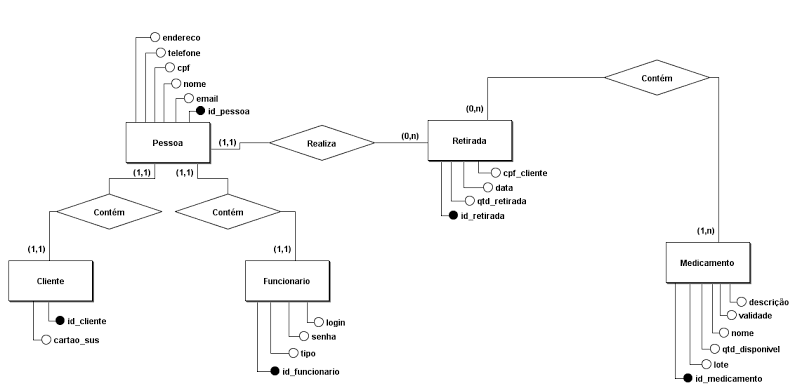 endereco
telefone
cpf
nome
email
id_pessoa
Pessoa
(1,1)
Realiza
(0,n)
Retirada
(0,n)
Contém
cpf_cliente
data
qtd_retirada
id_retirada
(1,1)
(1,1)
Contém
Contém
(1,1)
(1,1)
(1,n)
Cliente
id_cliente
cartao_sus
Funcionario
login
senha
tipo
id_funcionario
Medicamento
descrição
validade
nome
qtd_disponivel
lote
id_medicamento